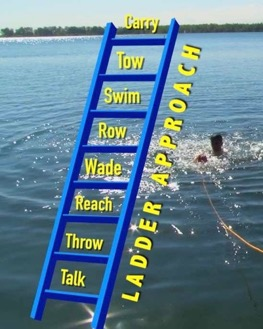 Carry
Tow
Swim
Row
Wade
Reach
Throw
Talk
LADDER APPROACH